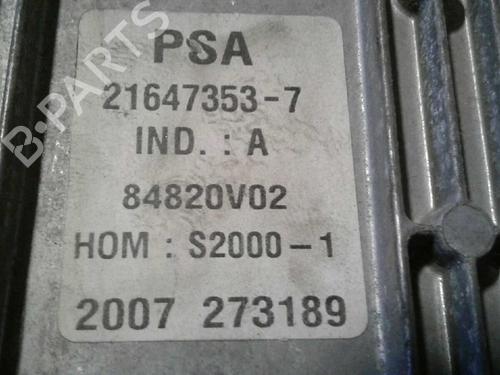 PSA
21647353-7
IND. : A
84820V02
HOM : S2000-1
2007 273189
B-PARTS